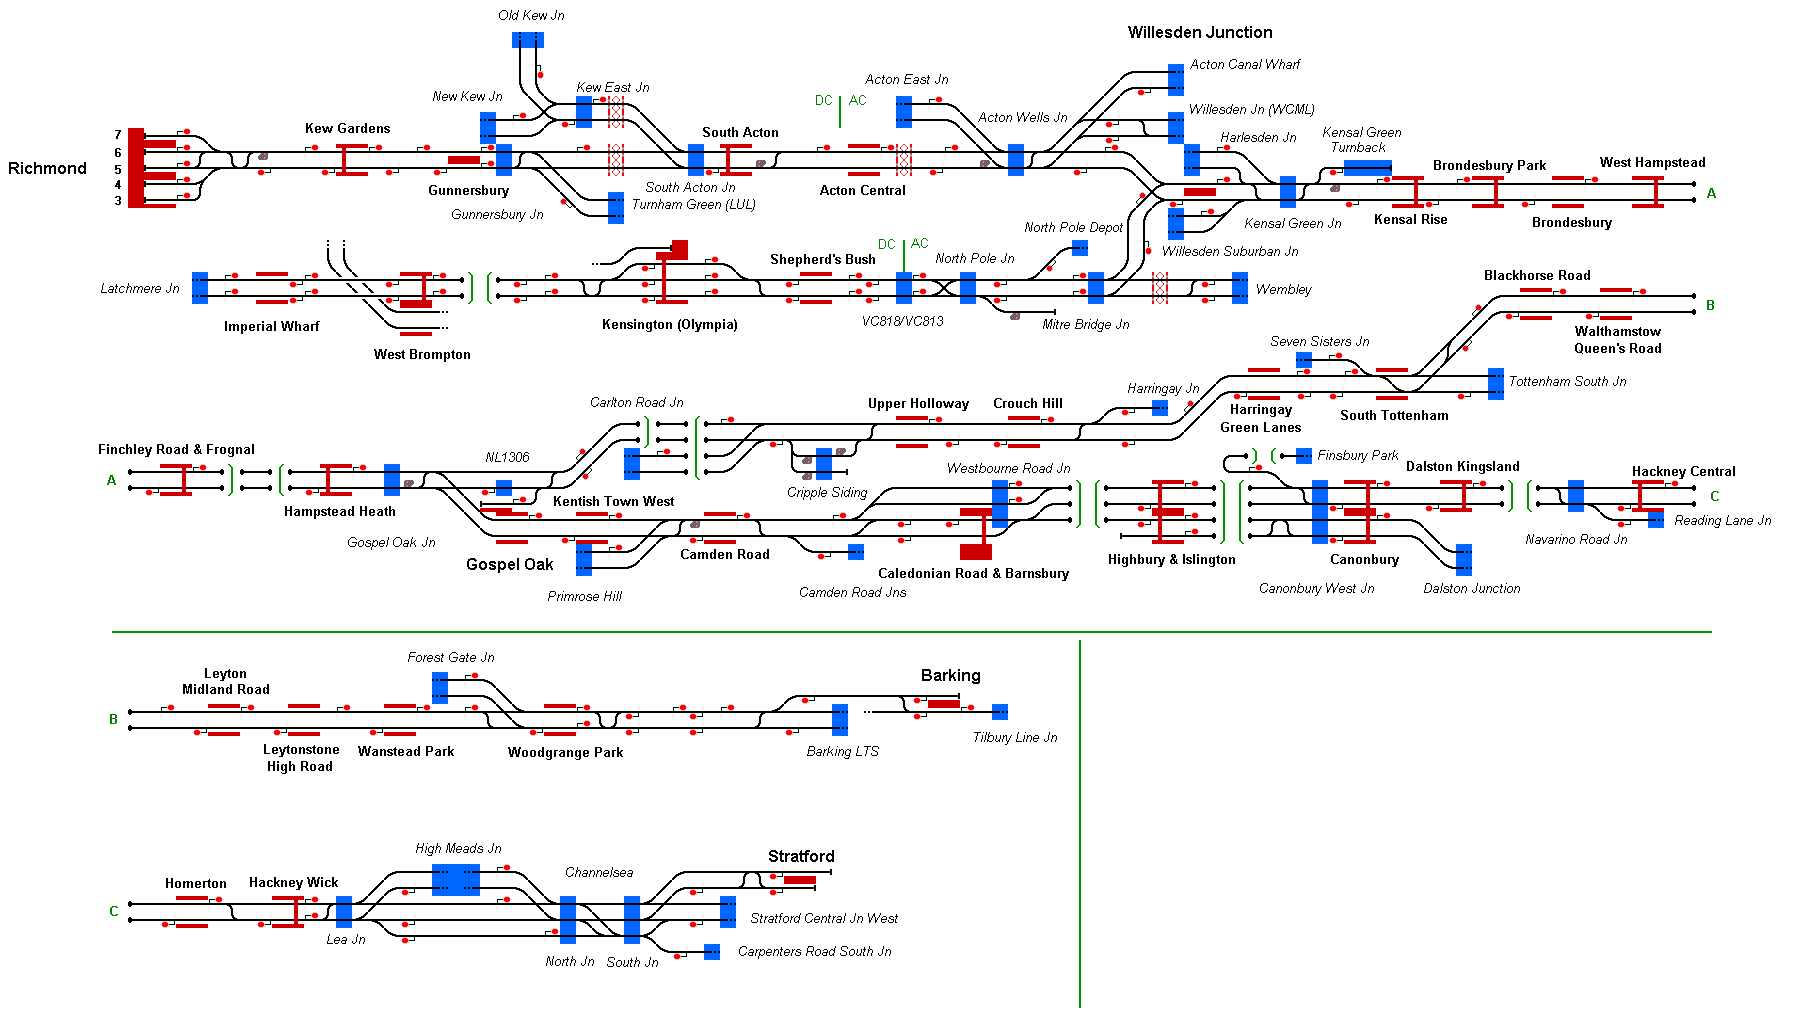 Old Kew Jn
Willesden Junction
Acton Canal Wharf
Acton East Jn
Kew East Jn
New Kew Jn
DC
AC
Willesden Jn (WCML)
Acton Wells Jn
Kew Gardens
South Acton
Harlesden Jn
Kensal Green
Turnback
7
6
5
4
3
Richmond
Brondesbury Park
West Hampstead
Gunnersbury
South Acton Jn
Acton Central
Turnham Green (LUL)
A
Gunnersbury Jn
Kensal Green Jn
Kensal Rise
Brondesbury
North Pole Depot
DC
AC
Willesden Suburban Jn
Shepherd's Bush
North Pole Jn
Blackhorse Road
Latchmere Jn
Wembley
B
Imperial Wharf
Kensington (Olympia)
VC818/VC813
Mitre Bridge Jn
Walthamstow
Queen's Road
West Brompton
Seven Sisters Jn
Tottenham South Jn
Harringay Jn
Carlton Road Jn
Upper Holloway
Crouch Hill
Harringay
Green Lanes
South Tottenham
Finchley Road & Frognal
NL1306
Finsbury Park
Westbourne Road Jn
Dalston Kingsland
Hackney Central
A
Cripple Siding
C
Kentish Town West
Hampstead Heath
Reading Lane Jn
Gospel Oak Jn
Navarino Road Jn
Camden Road
Gospel Oak
Highbury & Islington
Canonbury
Caledonian Road & Barnsbury
Primrose Hill
Camden Road Jns
Canonbury West Jn
Dalston Junction
Forest Gate Jn
Leyton
Midland Road
Barking
B
Leytonstone
High Road
Wanstead Park
Woodgrange Park
Barking LTS
Tilbury Line Jn
High Meads Jn
Stratford
Channelsea
Homerton
Hackney Wick
C
Stratford Central Jn West
Lea Jn
Carpenters Road South Jn
North Jn
South Jn